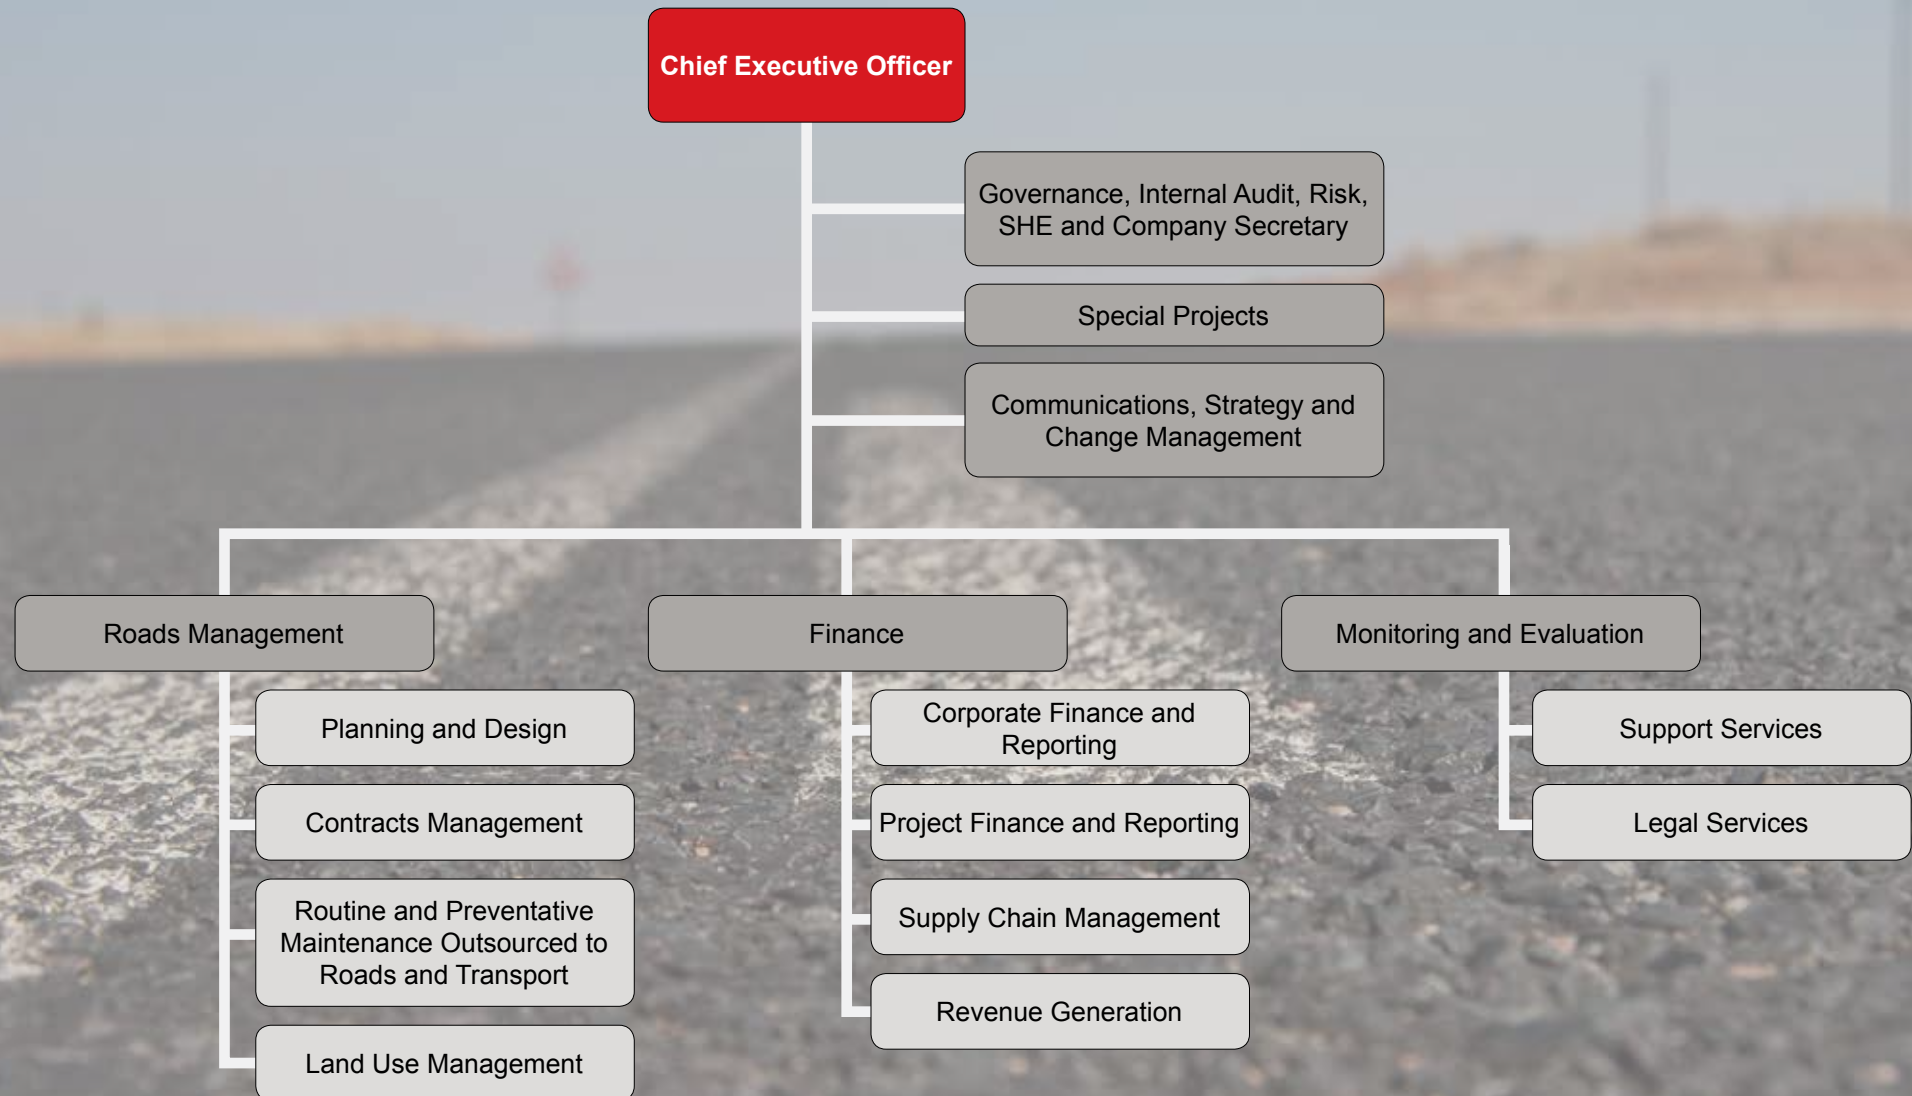 Chief Executive Officer
Governance, Internal Audit, Risk,
SHE and Company Secretary
Special Projects
Communications, Strategy and
Change Management
Roads Management
Finance
Monitoring and Evaluation
Planning and Design
Contracts Management
Routine and Preventative
Maintenance Outsourced to
Roads and Transport
Land Use Management
Corporate Finance and
Reporting
Project Finance and Reporting
Supply Chain Management
Revenue Generation
Support Services
Legal Services